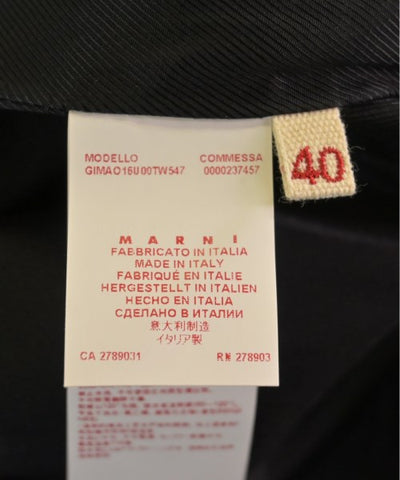 MODELLO COMMESSA
GIMAO16U00TW547 0000237457
40
MARNI
FABBRICATO IN ITALIA
MADE IN ITALY
FABRIQUÉ EN ITALIE
HERGESTELLT IN ITALIEN
HECHO EN ITALIA
СДЕЛАНО В ИТАЛИИ
意大利制造
イタリア製
CA 2789031 RN 278903